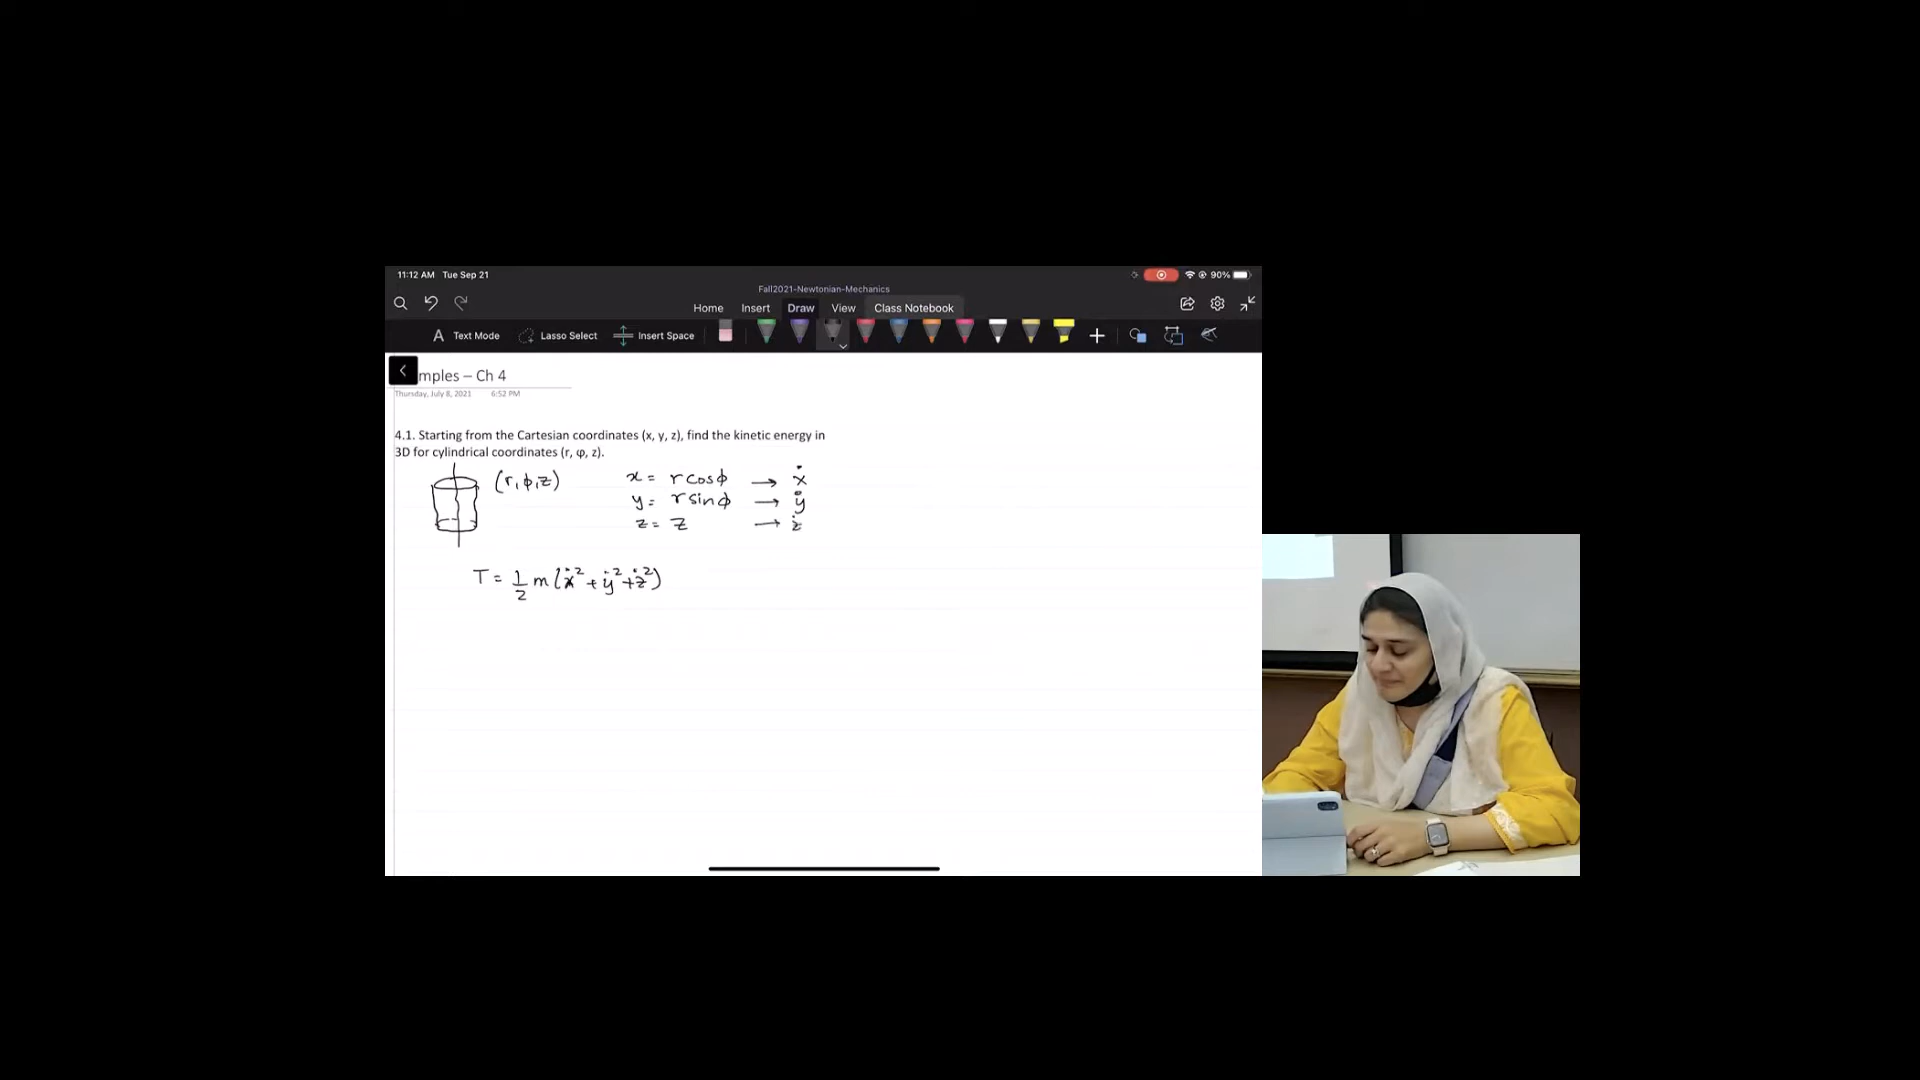 11:12 AM Tue Sep 21
90%
Fall2021-Newtonian-Mechanics
Home Insert Draw View Class Notebook
A Text Mode Lasso Select Insert Space
mples – Ch 4
Thursday, July 8, 2021 6:52 PM
4.1. Starting from the Cartesian coordinates (x, y, z), find the kinetic energy in
3D for cylindrical coordinates (r, φ, z).
(r, ϕ, z)
x = r cosϕ → ẋ
y = r sinϕ → ẏ
z = z → ż
T = 1/2 m(ẋ² + ẏ² + ż²)